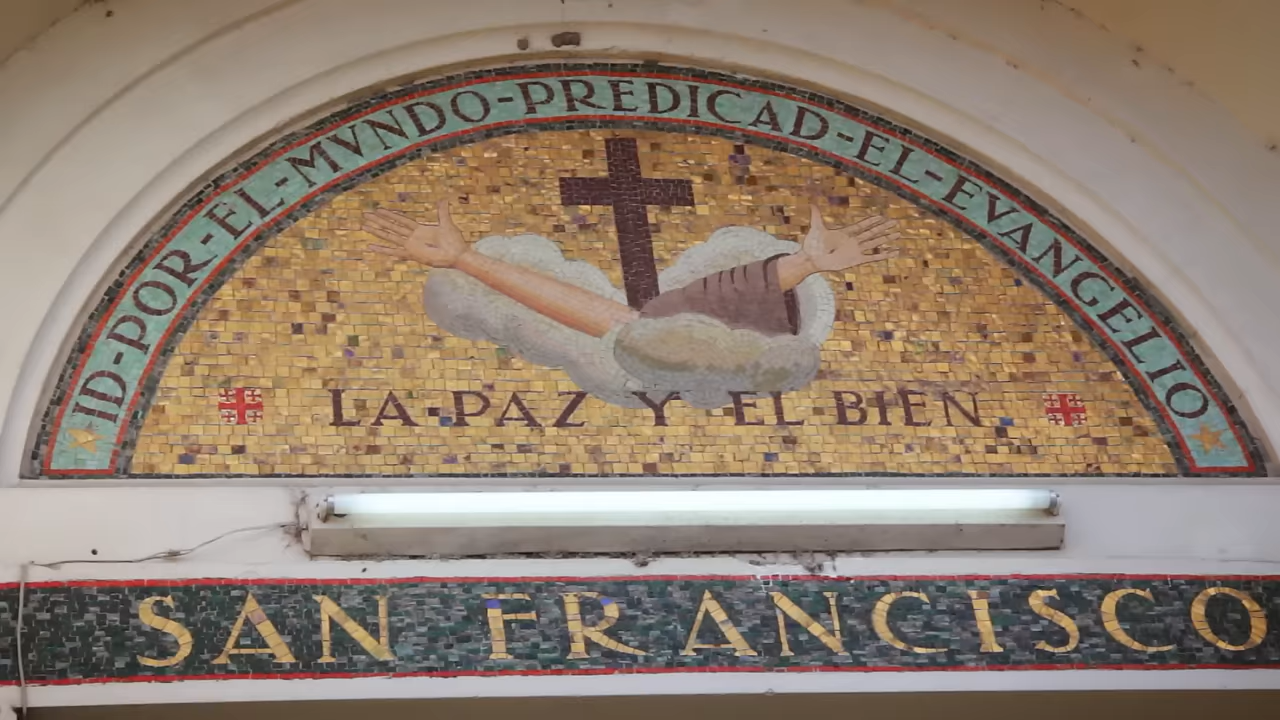 ID-POR-EL-MVNDO-PREDICAD-EL-EVANGELIO
LA PAZ Y EL BIEN
SAN FRANCISCO